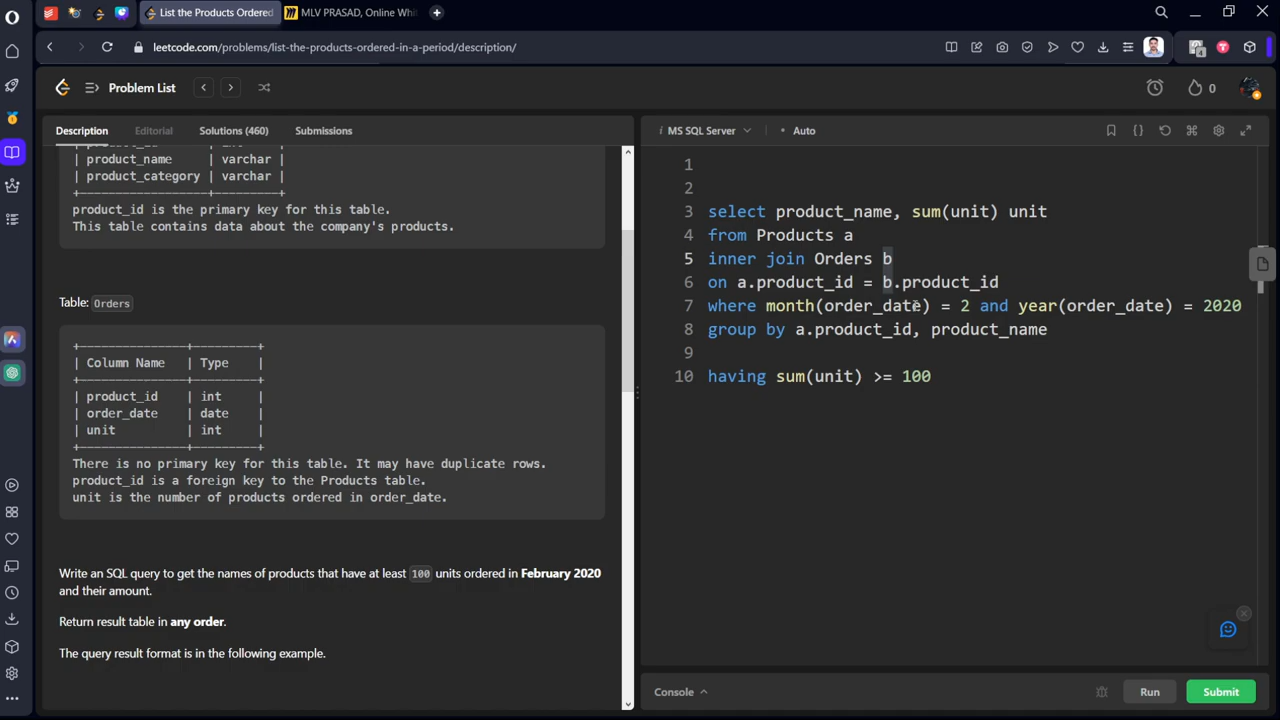 List the Products Ordered
MLV PRASAD, Online Whi
leetcode.com/problems/list-the-products-ordered-in-a-period/description/
4
Problem List
0
Description
Editorial
Solutions (460)
Submissions
| product_name | varchar |
| product_category | varchar |
+------------------+---------+
product_id is the primary key for this table.
This table contains data about the company's products.
Table: Orders
+---------------+---------+
| Column Name | Type |
+---------------+---------+
| product_id | int |
| order_date | date |
| unit | int |
+---------------+---------+
There is no primary key for this table. It may have duplicate rows.
product_id is a foreign key to the Products table.
unit is the number of products ordered in order_date.
Write an SQL query to get the names of products that have at least 100 units ordered in February 2020
and their amount.
Return result table in any order.
The query result format is in the following example.
i MS SQL Server
• Auto
1
2
3 select product_name, sum(unit) unit
4 from Products a
5 inner join Orders b
6 on a.product_id = b.product_id
7 where month(order_date) = 2 and year(order_date) = 2020
8 group by a.product_id, product_name
9
10 having sum(unit) >= 100
Console
Run
Submit